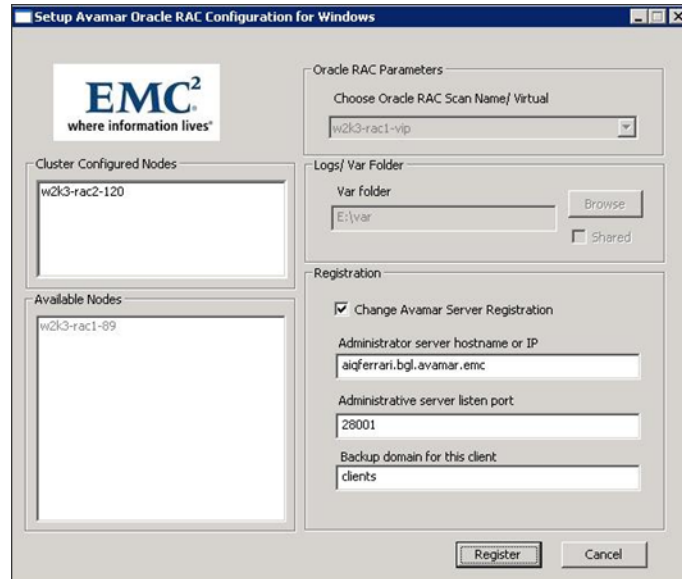 Setup Avamar Oracle RAC Configuration for Windows
EMC²
where information lives®
Oracle RAC Parameters
Choose Oracle RAC Scan Name/ Virtual
w2k3-rac1-vip
Cluster Configured Nodes
w2k3-rac2-120
Logs/ Var Folder
Var folder
E:\var
Browse
Shared
Available Nodes
w2k3-rac1-89
Registration
Change Avamar Server Registration
Administrator server hostname or IP
aiqferrari.bgl.avamar.emc
Administrative server listen port
28001
Backup domain for this client
clients
Register
Cancel